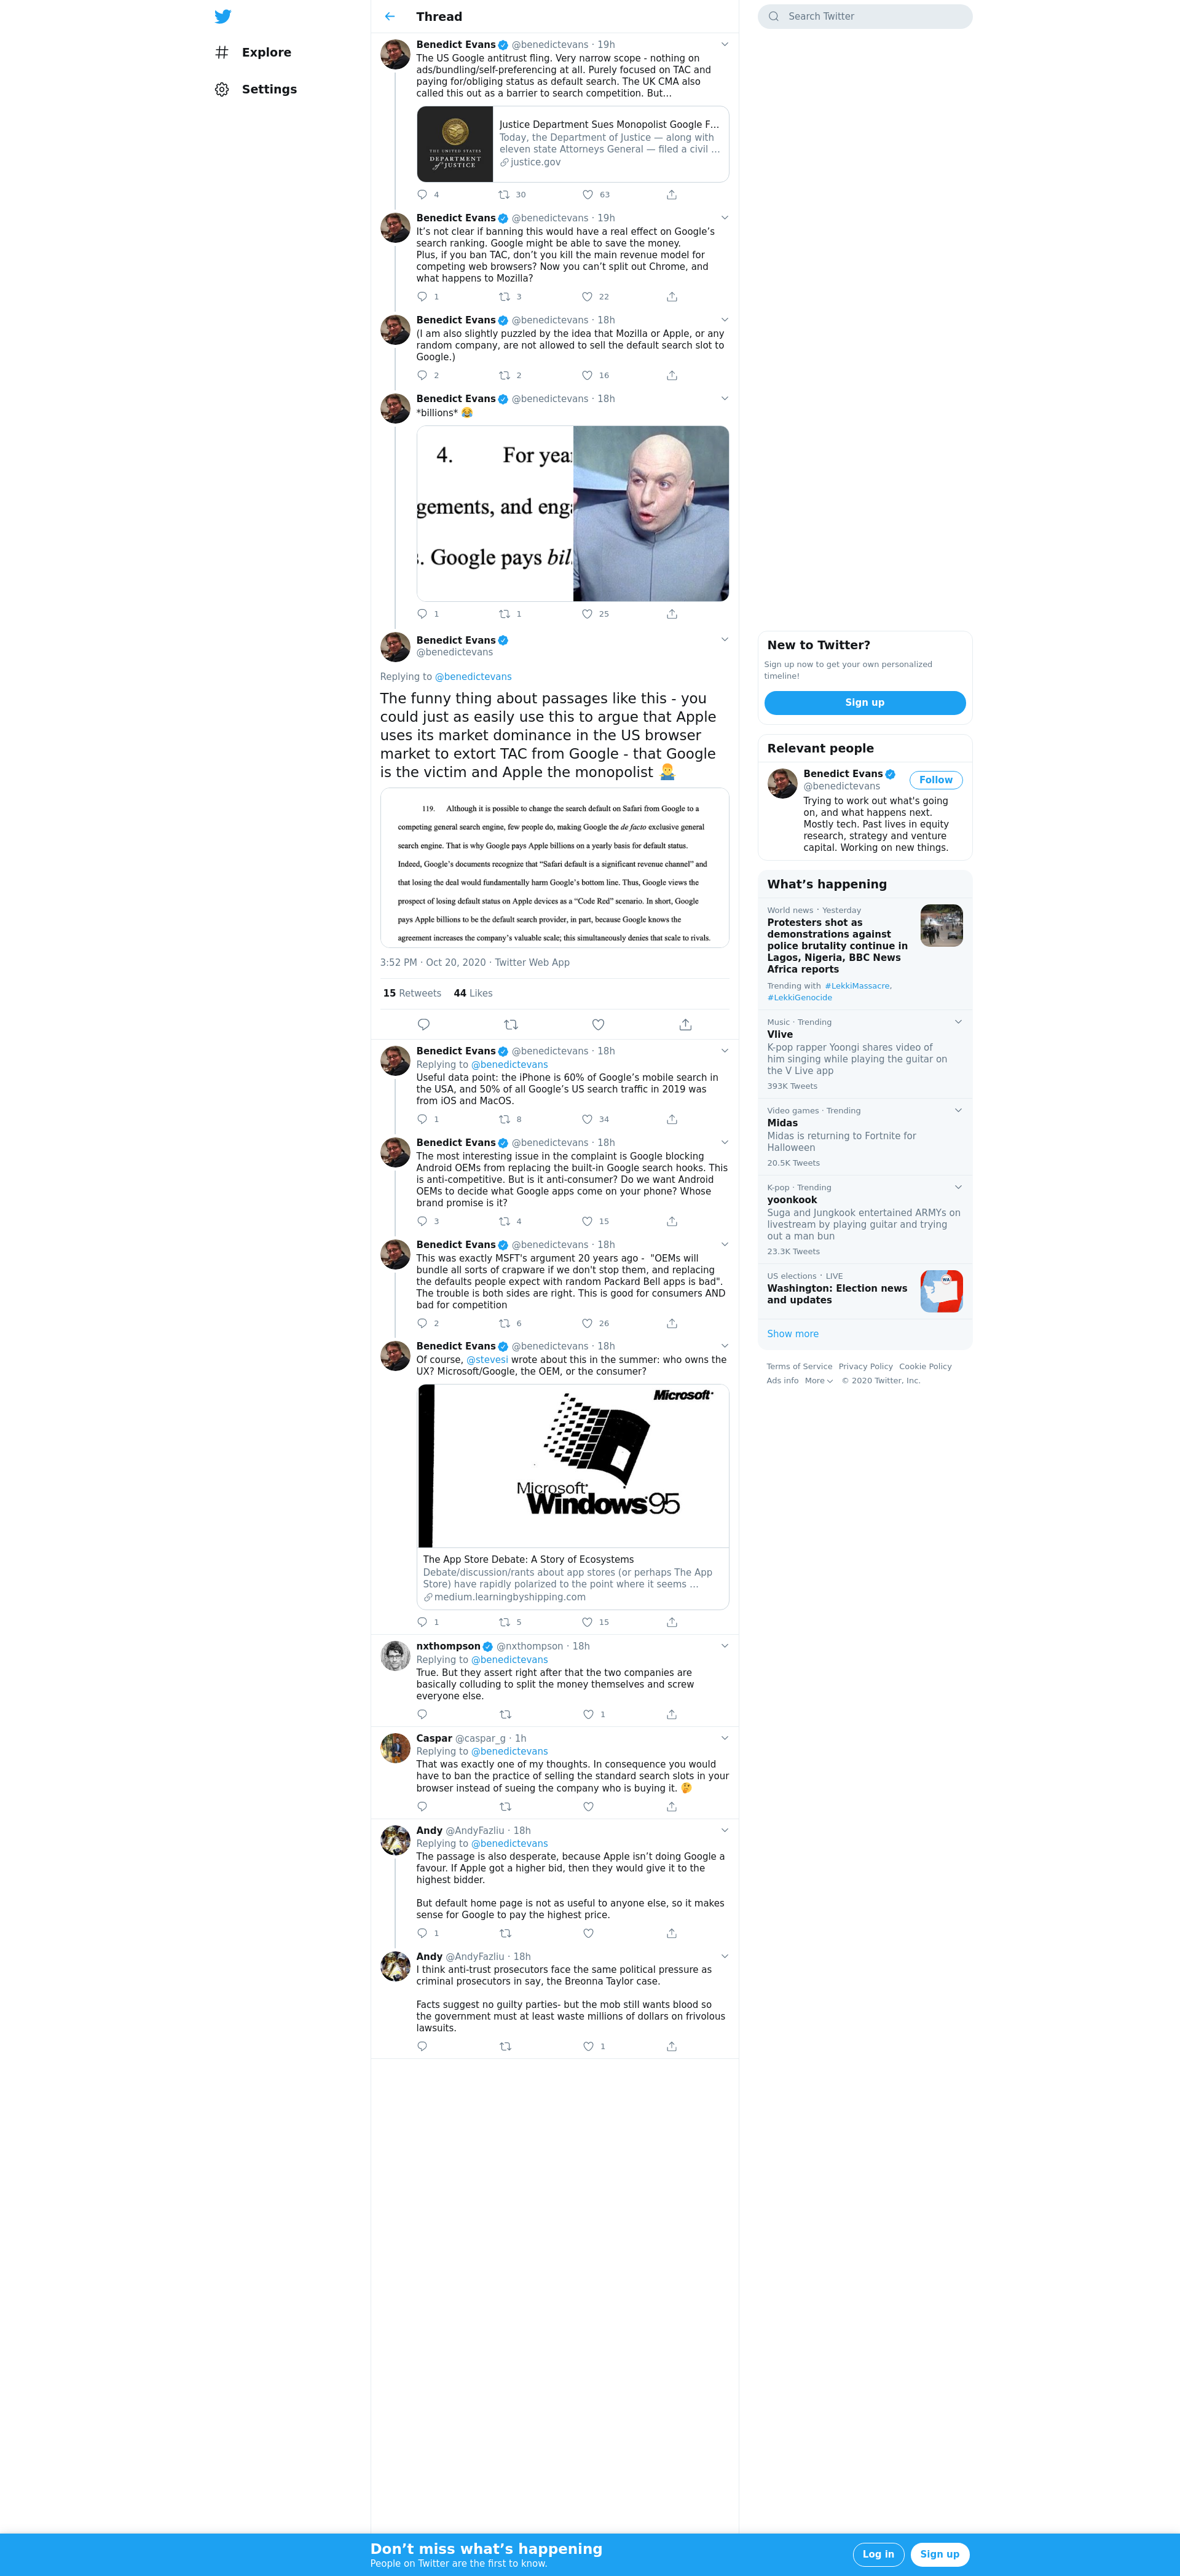 Explore
Settings
Thread
Benedict Evans @benedictevans · 19h
The US Google antitrust fling. Very narrow scope - nothing on
ads/bundling/self-preferencing at all. Purely focused on TAC and
paying for/obliging status as default search. The UK CMA also
called this out as a barrier to search competition. But...
THE UNITED STATES
DEPARTMENT
of JUSTICE
Justice Department Sues Monopolist Google F...
Today, the Department of Justice — along with
eleven state Attorneys General — filed a civil ...
justice.gov
4 30 63
Benedict Evans @benedictevans · 19h
It’s not clear if banning this would have a real effect on Google’s
search ranking. Google might be able to save the money.
Plus, if you ban TAC, don’t you kill the main revenue model for
competing web browsers? Now you can’t split out Chrome, and
what happens to Mozilla?
1 3 22
Benedict Evans @benedictevans · 18h
(I am also slightly puzzled by the idea that Mozilla or Apple, or any
random company, are not allowed to sell the default search slot to
Google.)
2 2 16
Benedict Evans @benedictevans · 18h
*billions* 😂
4. For year
gements, and enga
. Google pays bil
1 1 25
Benedict Evans
@benedictevans
Replying to @benedictevans
The funny thing about passages like this - you
could just as easily use this to argue that Apple
uses its market dominance in the US browser
market to extort TAC from Google - that Google
is the victim and Apple the monopolist 🤷‍♂️
119. Although it is possible to change the search default on Safari from Google to a
competing general search engine, few people do, making Google the de facto exclusive general
search engine. That is why Google pays Apple billions on a yearly basis for default status.
Indeed, Google’s documents recognize that “Safari default is a significant revenue channel” and
that losing the deal would fundamentally harm Google’s bottom line. Thus, Google views the
prospect of losing default status on Apple devices as a “Code Red” scenario. In short, Google
pays Apple billions to be the default search provider, in part, because Google knows the
agreement increases the company’s valuable scale; this simultaneously denies that scale to rivals.
3:52 PM · Oct 20, 2020 · Twitter Web App
15 Retweets 44 Likes
Benedict Evans @benedictevans · 18h
Replying to @benedictevans
Useful data point: the iPhone is 60% of Google’s mobile search in
the USA, and 50% of all Google’s US search traffic in 2019 was
from iOS and MacOS.
1 8 34
Benedict Evans @benedictevans · 18h
The most interesting issue in the complaint is Google blocking
Android OEMs from replacing the built-in Google search hooks. This
is anti-competitive. But is it anti-consumer? Do we want Android
OEMs to decide what Google apps come on your phone? Whose
brand promise is it?
3 4 15
Benedict Evans @benedictevans · 18h
This was exactly MSFT's argument 20 years ago - "OEMs will
bundle all sorts of crapware if we don't stop them, and replacing
the defaults people expect with random Packard Bell apps is bad".
The trouble is both sides are right. This is good for consumers AND
bad for competition
2 6 26
Benedict Evans @benedictevans · 18h
Of course, @stevesi wrote about this in the summer: who owns the
UX? Microsoft/Google, the OEM, or the consumer?
Microsoft
Microsoft
Windows95
The App Store Debate: A Story of Ecosystems
Debate/discussion/rants about app stores (or perhaps The App
Store) have rapidly polarized to the point where it seems ...
medium.learningbyshipping.com
1 5 15
nxthompson @nxthompson · 18h
Replying to @benedictevans
True. But they assert right after that the two companies are
basically colluding to split the money themselves and screw
everyone else.
1
Caspar @caspar_g · 1h
Replying to @benedictevans
That was exactly one of my thoughts. In consequence you would
have to ban the practice of selling the standard search slots in your
browser instead of sueing the company who is buying it. 🤔
Andy @AndyFazliu · 18h
Replying to @benedictevans
The passage is also desperate, because Apple isn’t doing Google a
favour. If Apple got a higher bid, then they would give it to the
highest bidder.
But default home page is not as useful to anyone else, so it makes
sense for Google to pay the highest price.
1
Andy @AndyFazliu · 18h
I think anti-trust prosecutors face the same political pressure as
criminal prosecutors in say, the Breonna Taylor case.
Facts suggest no guilty parties- but the mob still wants blood so
the government must at least waste millions of dollars on frivolous
lawsuits.
1
Search Twitter
New to Twitter?
Sign up now to get your own personalized
timeline!
Sign up
Relevant people
Benedict Evans
@benedictevans
Follow
Trying to work out what's going
on, and what happens next.
Mostly tech. Past lives in equity
research, strategy and venture
capital. Working on new things.
What’s happening
World news · Yesterday
Protesters shot as
demonstrations against
police brutality continue in
Lagos, Nigeria, BBC News
Africa reports
Trending with #LekkiMassacre,
#LekkiGenocide
Music · Trending
Vlive
K-pop rapper Yoongi shares video of
him singing while playing the guitar on
the V Live app
393K Tweets
Video games · Trending
Midas
Midas is returning to Fortnite for
Halloween
20.5K Tweets
K-pop · Trending
yoonkook
Suga and Jungkook entertained ARMYs on
livestream by playing guitar and trying
out a man bun
23.3K Tweets
US elections · LIVE
Washington: Election news
and updates
WA
Show more
Terms of Service Privacy Policy Cookie Policy
Ads info More © 2020 Twitter, Inc.
Don’t miss what’s happening
People on Twitter are the first to know.
Log in
Sign up